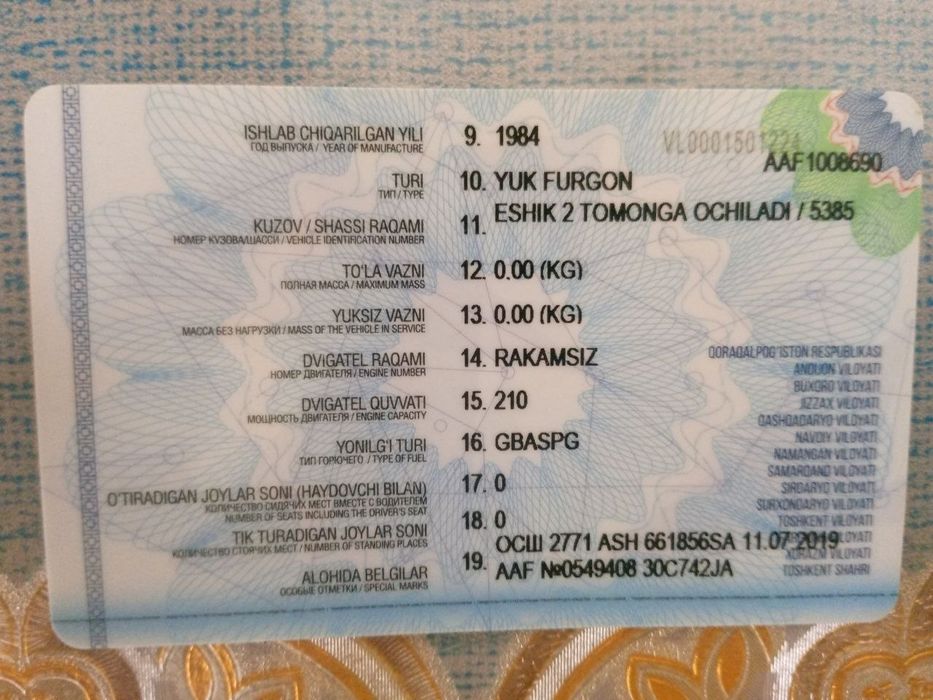 VL000150122A
AAF1008690
ISHLAB CHIQARILGAN YILI 9. 1984
ГОД ВЫПУСКА / YEAR OF MANUFACTURE
TURI 10. YUK FURGON
ТИП / TYPE
ESHIK 2 TOMONGA OCHILADI / 5385
KUZOV / SHASSI RAQAMI 11.
НОМЕР КУЗОВА/ШАССИ / VEHICLE IDENTIFICATION NUMBER
TO'LA VAZNI 12. 0.00 (KG)
ПОЛНАЯ МАССА / MAXIMUM MASS
YUKSIZ VAZNI 13. 0.00 (KG)
МАССА БЕЗ НАГРУЗКИ / MASS OF THE VEHICLE IN SERVICE
DVIGATEL RAQAMI 14. RAKAMSIZ
НОМЕР ДВИГАТЕЛЯ / ENGINE NUMBER
DVIGATEL QUVVATI 15. 210
МОЩНОСТЬ ДВИГАТЕЛЯ / ENGINE CAPACITY
YONILG'I TURI 16. GBASPG
ТИП ГОРЮЧЕГО / TYPE OF FUEL
O'TIRADIGAN JOYLAR SONI (HAYDOVCHI BILAN) 17. 0
КОЛИЧЕСТВО СИДЯЧИХ МЕСТ ВМЕСТЕ С ВОДИТЕЛЕМ
NUMBER OF SEATS INCLUDING THE DRIVER'S SEAT
TIK TURADIGAN JOYLAR SONI 18. 0
КОЛИЧЕСТВО СТОЯЧИХ МЕСТ / NUMBER OF STANDING PLACES
ОСШ 2771 ASH 661856SA 11.07.2019
ALOHIDA BELGILAR 19. AAF №0549408 30C742JA
ОСОБЫЕ ОТМЕТКИ / SPECIAL MARKS
QORAQALPOG'ISTON RESPUBLIKASI
ANDIJON VILOYATI
BUXORO VILOYATI
JIZZAX VILOYATI
QASHQADARYO VILOYATI
NAVOIY VILOYATI
NAMANGAN VILOYATI
SAMARQAND VILOYATI
SIRDARYO VILOYATI
SURXONDARYO VILOYATI
TOSHKENT VILOYATI
VILOYATI
XORAZM VILOYATI
TOSHKENT SHAHRI